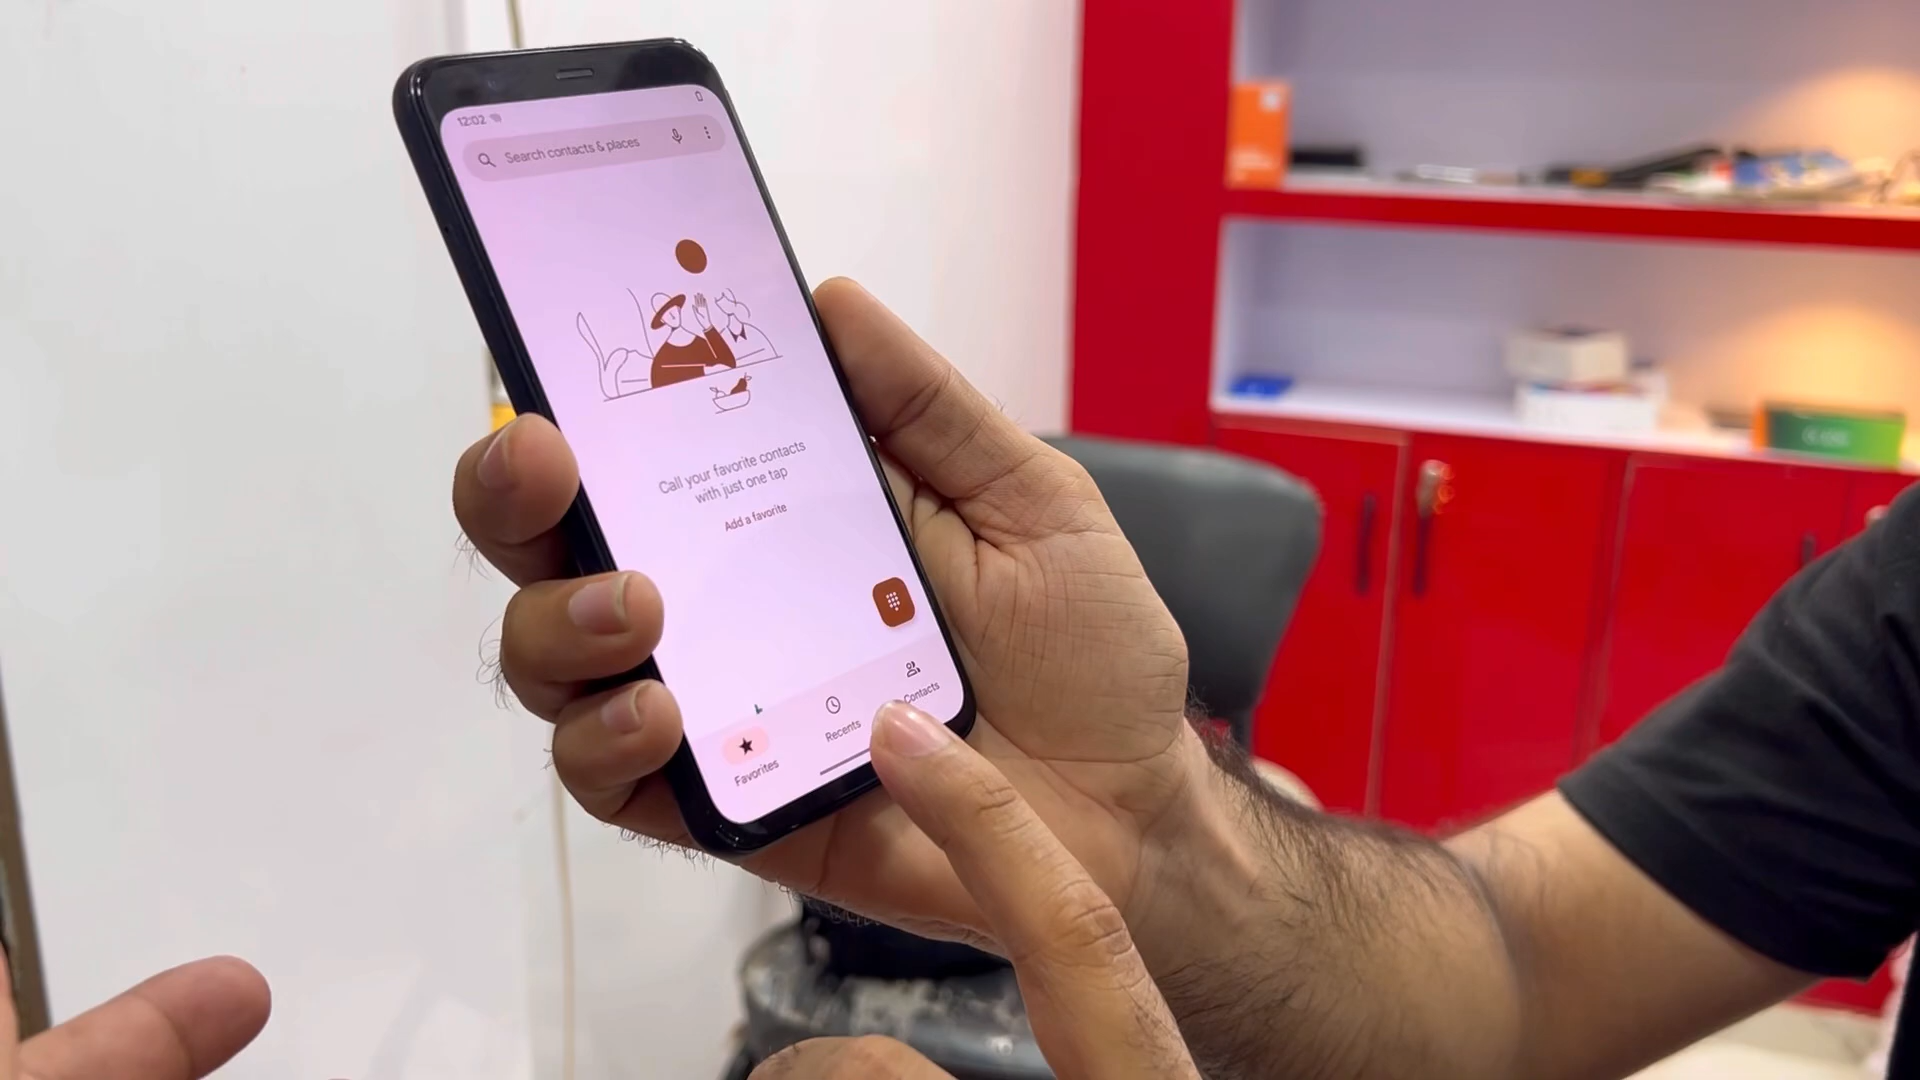 12:02
Search contacts & places
Call your favorite contacts
with just one tap
Add a favorite
Contacts
Recents
Favorites